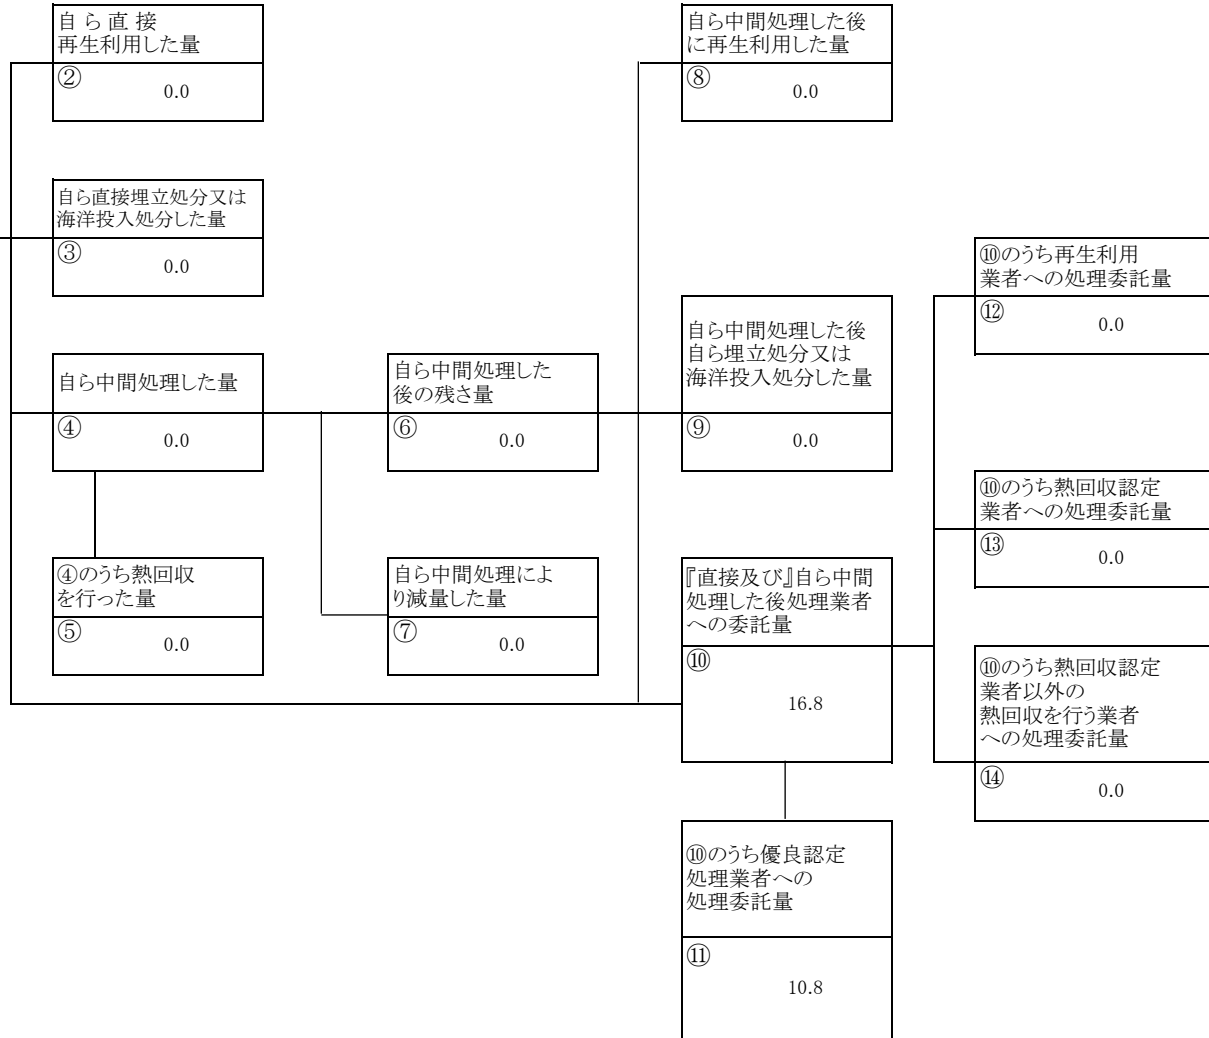 自 ら 直 接
再生利用した量
②
0.0
自ら直接埋立処分又は
海洋投入処分した量
③
0.0
自ら中間処理した量
④
0.0
④のうち熱回収
を行った量
⑤
0.0
自ら中間処理した
後の残さ量
⑥
0.0
自ら中間処理によ
り減量した量
⑦
0.0
自ら中間処理した後
に再生利用した量
⑧
0.0
自ら中間処理した後
自ら埋立処分又は
海洋投入処分した量
⑨
0.0
『直接及び』自ら中間
処理した後処理業者
への委託量
⑩
16.8
⑩のうち優良認定
処理業者への
処理委託量
⑪
10.8
⑩のうち再生利用
業者への処理委託量
⑫
0.0
⑩のうち熱回収認定
業者への処理委託量
⑬
0.0
⑩のうち熱回収認定
業者以外の
熱回収を行う業者
への処理委託量
⑭
0.0